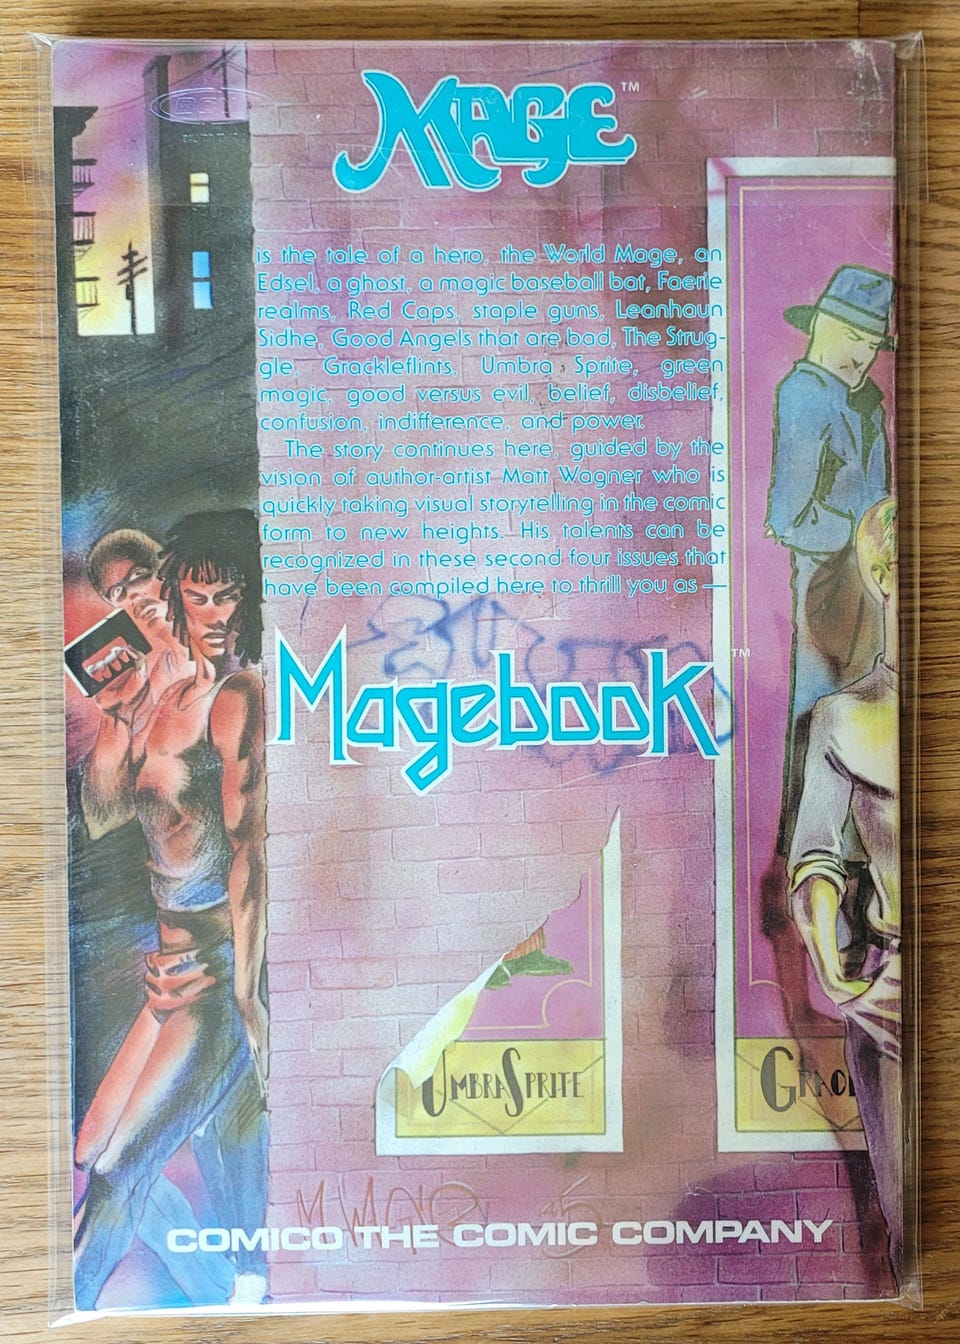 MAGE™
is the tale of a hero, the World Mage, an
Edsel, a ghost, a magic baseball bat, Faerie
realms, Red Caps, staple guns, Leanhaun
Sidhe, Good Angels that are bad, The Strug-
gle, Grackleflints, Umbra Sprite, green
magic, good versus evil, belief, disbelief,
confusion, indifference, and power.
The story continues here, guided by the
vision of author-artist Matt Wagner who is
quickly taking visual storytelling in the comic
form to new heights. His talents can be
recognized in these second four issues that
have been compiled here to thrill you as —
Magebook™
UMBRA SPRITE
GRAC
COMICO THE COMIC COMPANY